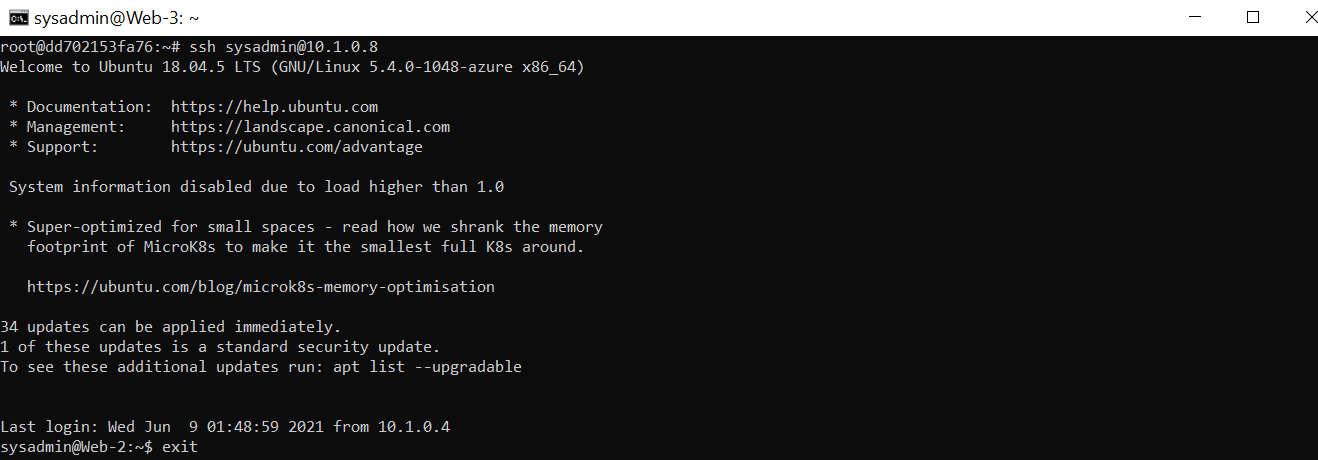 sysadmin@Web-3: ~
root@dd702153fa76:~# ssh sysadmin@10.1.0.8
Welcome to Ubuntu 18.04.5 LTS (GNU/Linux 5.4.0-1048-azure x86_64)
* Documentation:  https://help.ubuntu.com
* Management:     https://landscape.canonical.com
* Support:        https://ubuntu.com/advantage
System information disabled due to load higher than 1.0
* Super-optimized for small spaces - read how we shrank the memory
footprint of MicroK8s to make it the smallest full K8s around.
https://ubuntu.com/blog/microk8s-memory-optimisation
34 updates can be applied immediately.
1 of these updates is a standard security update.
To see these additional updates run: apt list --upgradable
Last login: Wed Jun  9 01:48:59 2021 from 10.1.0.4
sysadmin@Web-2:~$ exit